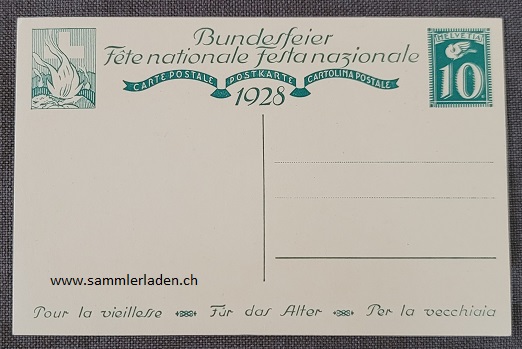 Bundesfeier
Fête nationale Festa nazionale
CARTE POSTALE POSTKARTE CARTOLINA POSTALE
1928
HELVETIA
10
www.sammlerladen.ch
Pour la vieillesse Für das Alter Per la vecchiaia